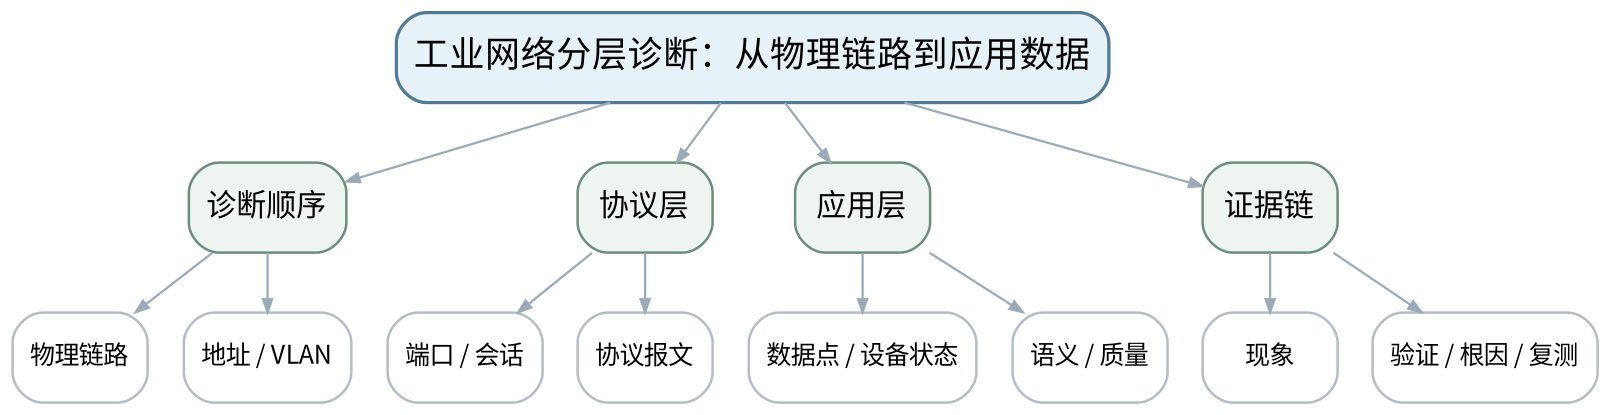 工业网络分层诊断：从物理链路到应用数据
诊断顺序
协议层
应用层
证据链
物理链路
地址 / VLAN
端口 / 会话
协议报文
数据点 / 设备状态
语义 / 质量
现象
验证 / 根因 / 复测